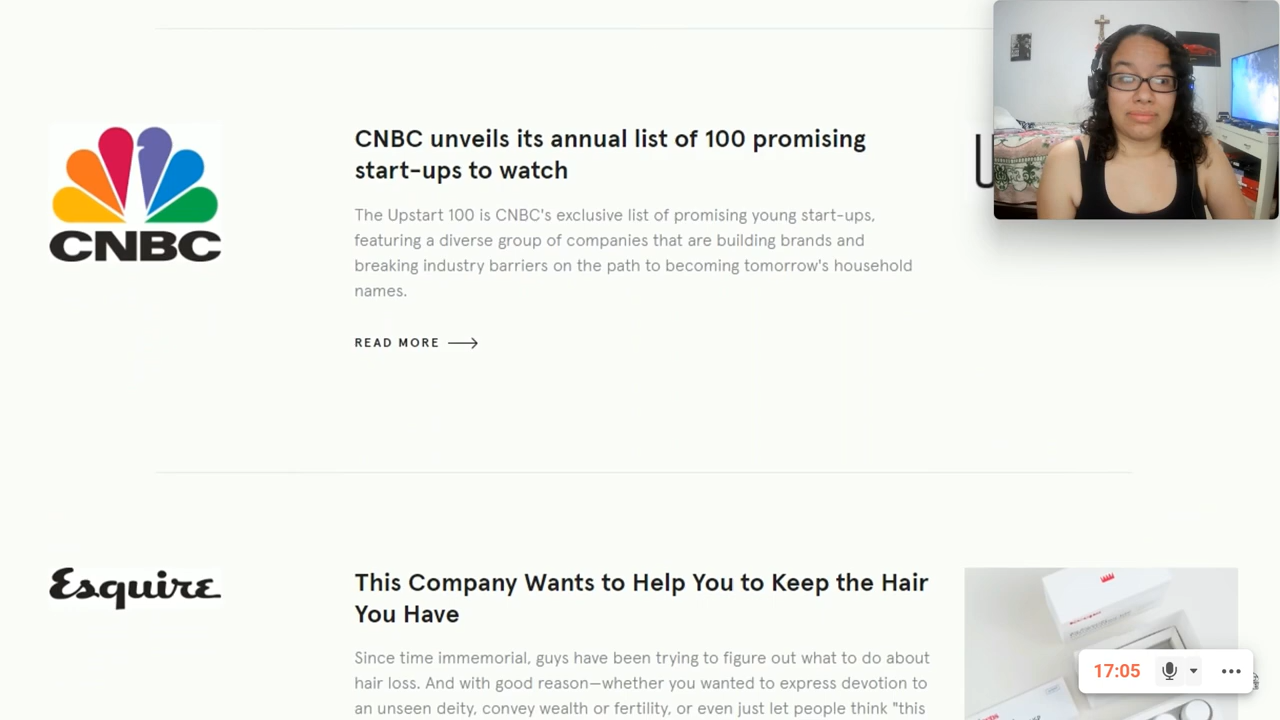 CNBC unveils its annual list of 100 promising
start-ups to watch
The Upstart 100 is CNBC's exclusive list of promising young start-ups,
featuring a diverse group of companies that are building brands and
breaking industry barriers on the path to becoming tomorrow's household
names.
READ MORE
CNBC
Esquire
This Company Wants to Help You to Keep the Hair
You Have
Since time immemorial, guys have been trying to figure out what to do about
hair loss. And with good reason—whether you wanted to express devotion to
an unseen deity, convey wealth or fertility, or even just let people think "this
17:05